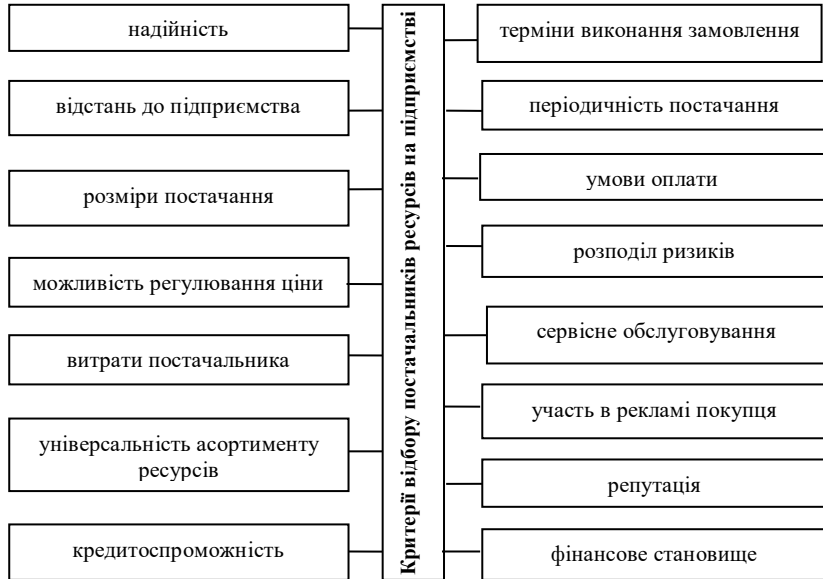 надійність
відстань до підприємства
розміри постачання
можливість регулювання ціни
витрати постачальника
універсальність асортименту
ресурсів
кредитоспроможність
Критерії відбору постачальників ресурсів на підприємстві
терміни виконання замовлення
періодичність постачання
умови оплати
розподіл ризиків
сервісне обслуговування
участь в рекламі покупця
репутація
фінансове становище